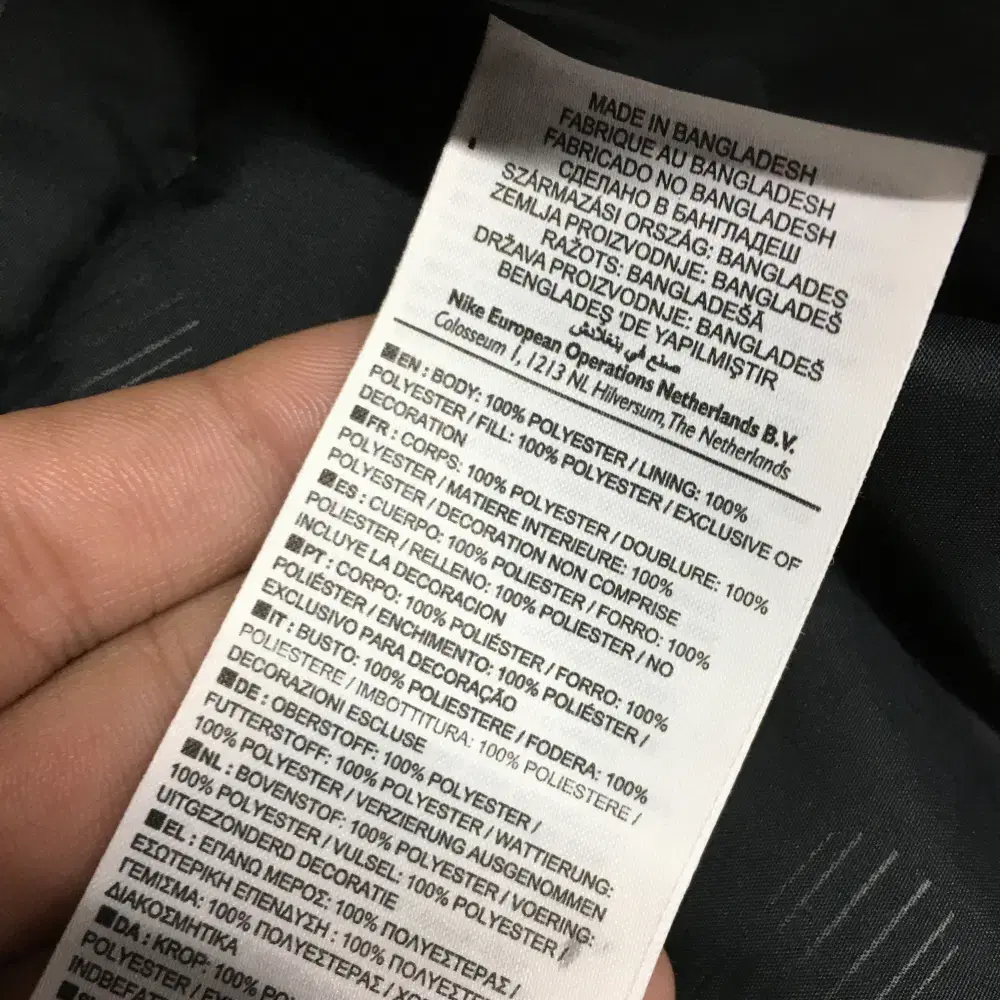 MADE IN BANGLADESH
FABRIQUE AU BANGLADESH
FABRICADO NO BANGLADESH
СДЕЛАНО В БАНГЛАДЕШ
SZÁRMAZÁSI ORSZÁG: BANGLADES
ZEMLJA PROIZVODNJE: BANGLADEŠ
RAŽOTS: BANGLADEŠĀ
DRŽAVA PROIZVODNJE: BANGLADEŠ
BENGLADEŞ 'DE YAPILMIŞTIR
صنع في بنغلادش
Nike European Operations Netherlands B.V.
Colosseum 1, 1213 NL Hilversum, The Netherlands
EN : BODY: 100% POLYESTER / LINING: 100%
POLYESTER / FILL: 100% POLYESTER / EXCLUSIVE OF
DECORATION
FR : CORPS: 100% POLYESTER / DOUBLURE: 100%
POLYESTER / MATIERE INTERIEURE: 100%
POLYESTER / DECORATION NON COMPRISE
ES : CUERPO: 100% POLIESTER / FORRO: 100%
POLIESTER / RELLENO: 100% POLIESTER / NO
INCLUYE LA DECORACION
PT : CORPO: 100% POLIÉSTER / FORRO: 100%
POLIÉSTER / ENCHIMENTO: 100% POLIÉSTER /
EXCLUSIVO PARA DECORAÇÃO
IT : BUSTO: 100% POLIESTERE / FODERA: 100%
POLIESTERE / IMBOTTITURA: 100% POLIESTERE /
DECORAZIONI ESCLUSE
DE : OBERSTOFF: 100% POLYESTER /
FUTTERSTOFF: 100% POLYESTER / WATTIERUNG:
100% POLYESTER / VERZIERUNG AUSGENOMMEN
NL : BOVENSTOF: 100% POLYESTER / VOERING:
100% POLYESTER / VULSEL: 100% POLYESTER /
UITGEZONDERD DECORATIE
EL : ΕΠΑΝΩ ΜΕΡΟΣ: 100% ΠΟΛΥΕΣΤΕΡΑΣ /
ΕΣΩΤΕΡΙΚΗ ΕΠΕΝΔΥΣΗ : 100% ΠΟΛΥΕΣΤΕΡΑΣ /
ΓΕΜΙΣΜΑ: 100% ΠΟΛΥΕΣΤΕΡΑΣ /
ΔΙΑΚΟΣΜΗΤΙΚΑ
DA : KROP: 100%
POLYESTER /